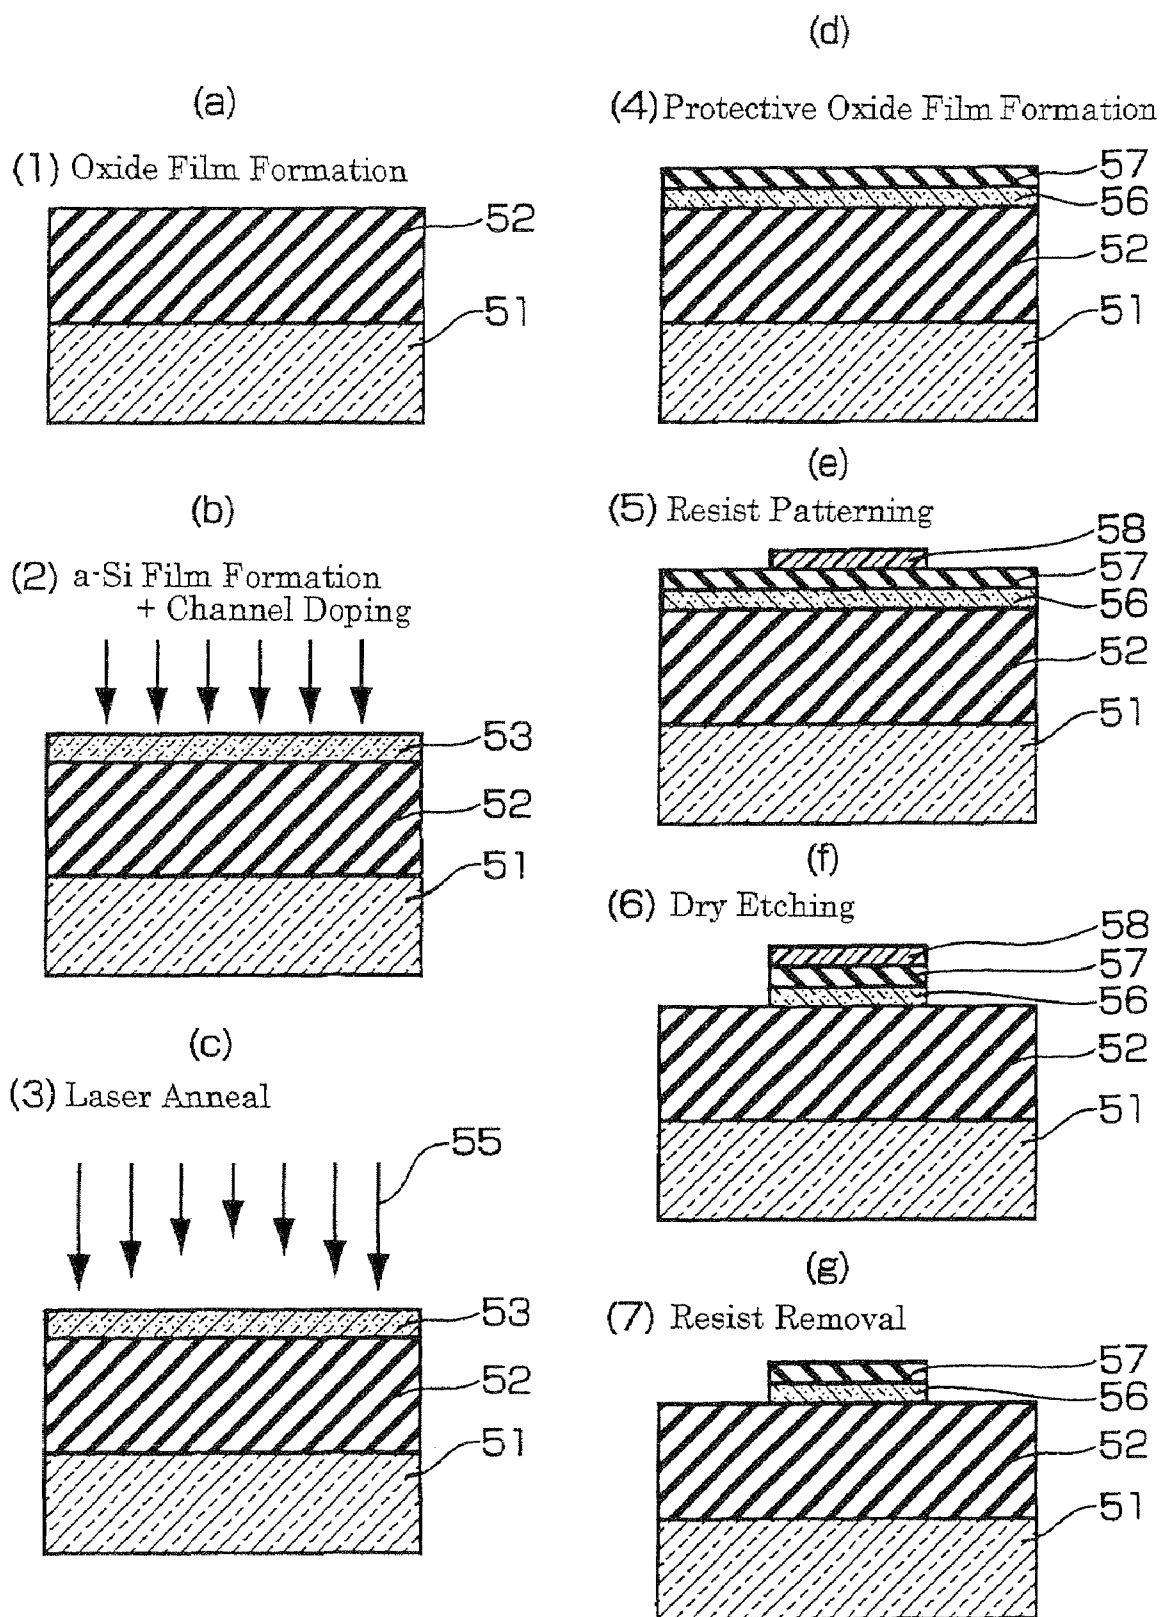 (a)
(1) Oxide Film Formation
52
51
(b)
(2) a-Si Film Formation
+ Channel Doping
53
52
51
(c)
(3) Laser Anneal
55
53
52
51
(d)
(4) Protective Oxide Film Formation
57
56
52
51
(e)
(5) Resist Patterning
58
57
56
52
51
(f)
(6) Dry Etching
58
57
56
52
51
(g)
(7) Resist Removal
57
56
52
51